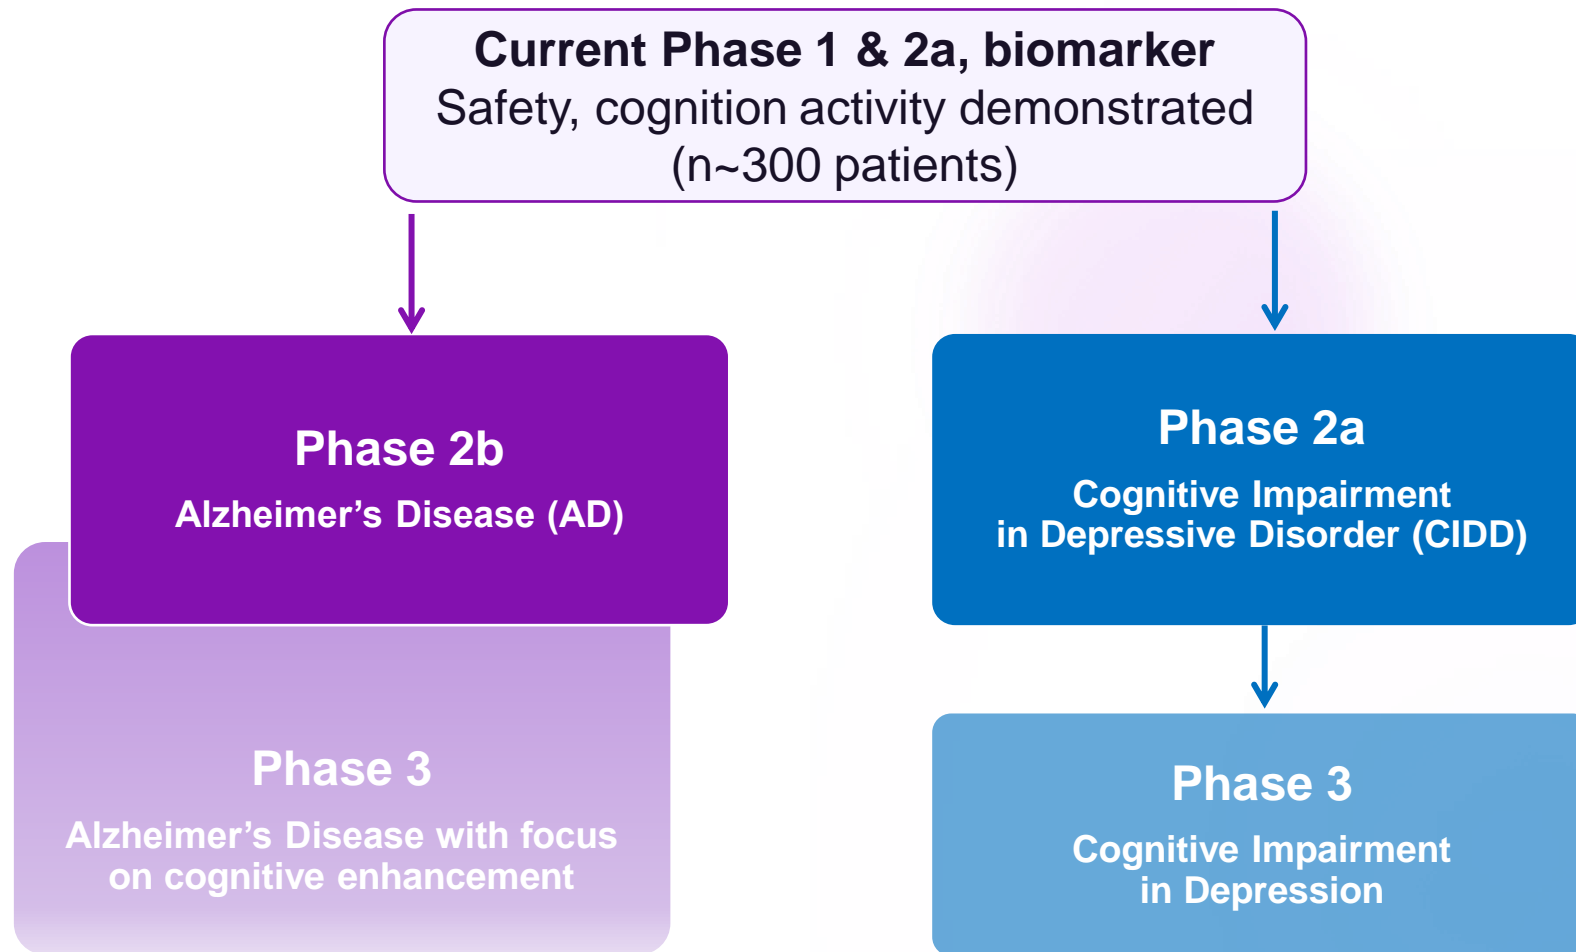 Current Phase 1 & 2a, biomarker
Safety, cognition activity demonstrated
(n~300 patients)
Phase 2b
Alzheimer’s Disease (AD)
Phase 3
Alzheimer’s Disease with focus
on cognitive enhancement
Phase 2a
Cognitive Impairment
in Depressive Disorder (CIDD)
Phase 3
Cognitive Impairment
in Depression